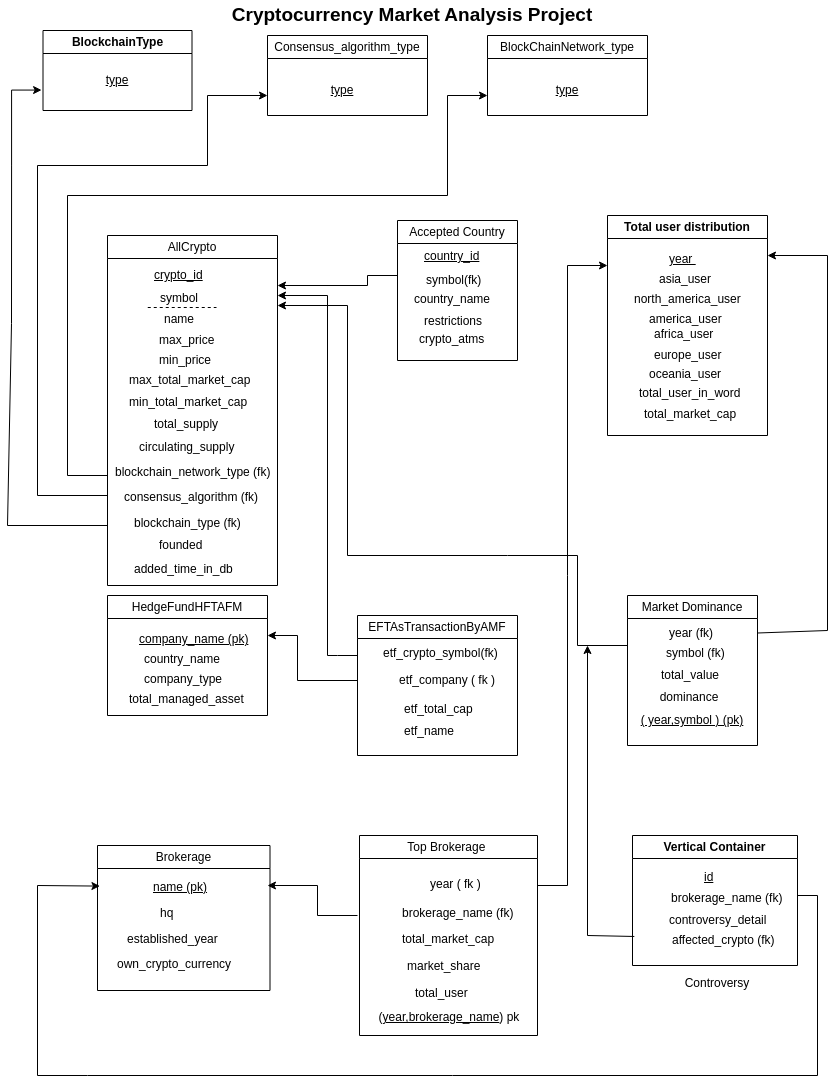 Cryptocurrency Market Analysis Project
BlockchainType
type
Consensus_algorithm_type
type
BlockChainNetwork_type
type
AllCrypto
crypto_id
symbol
name
max_price
min_price
max_total_market_cap
min_total_market_cap
total_supply
circulating_supply
blockchain_network_type (fk)
consensus_algorithm (fk)
blockchain_type (fk)
founded
added_time_in_db
Accepted Country
country_id
symbol(fk)
country_name
restrictions
crypto_atms
Total user distribution
year
asia_user
north_america_user
america_user
africa_user
europe_user
oceania_user
total_user_in_word
total_market_cap
HedgeFundHFTAFM
company_name (pk)
country_name
company_type
total_managed_asset
EFTAsTransactionByAMF
etf_crypto_symbol(fk)
etf_company ( fk )
etf_total_cap
etf_name
Market Dominance
year (fk)
symbol (fk)
total_value
dominance
( year,symbol ) (pk)
Brokerage
name (pk)
hq
established_year
own_crypto_currency
Top Brokerage
year ( fk )
brokerage_name (fk)
total_market_cap
market_share
total_user
(year,brokerage_name) pk
Vertical Container
id
brokerage_name (fk)
controversy_detail
affected_crypto (fk)
Controversy